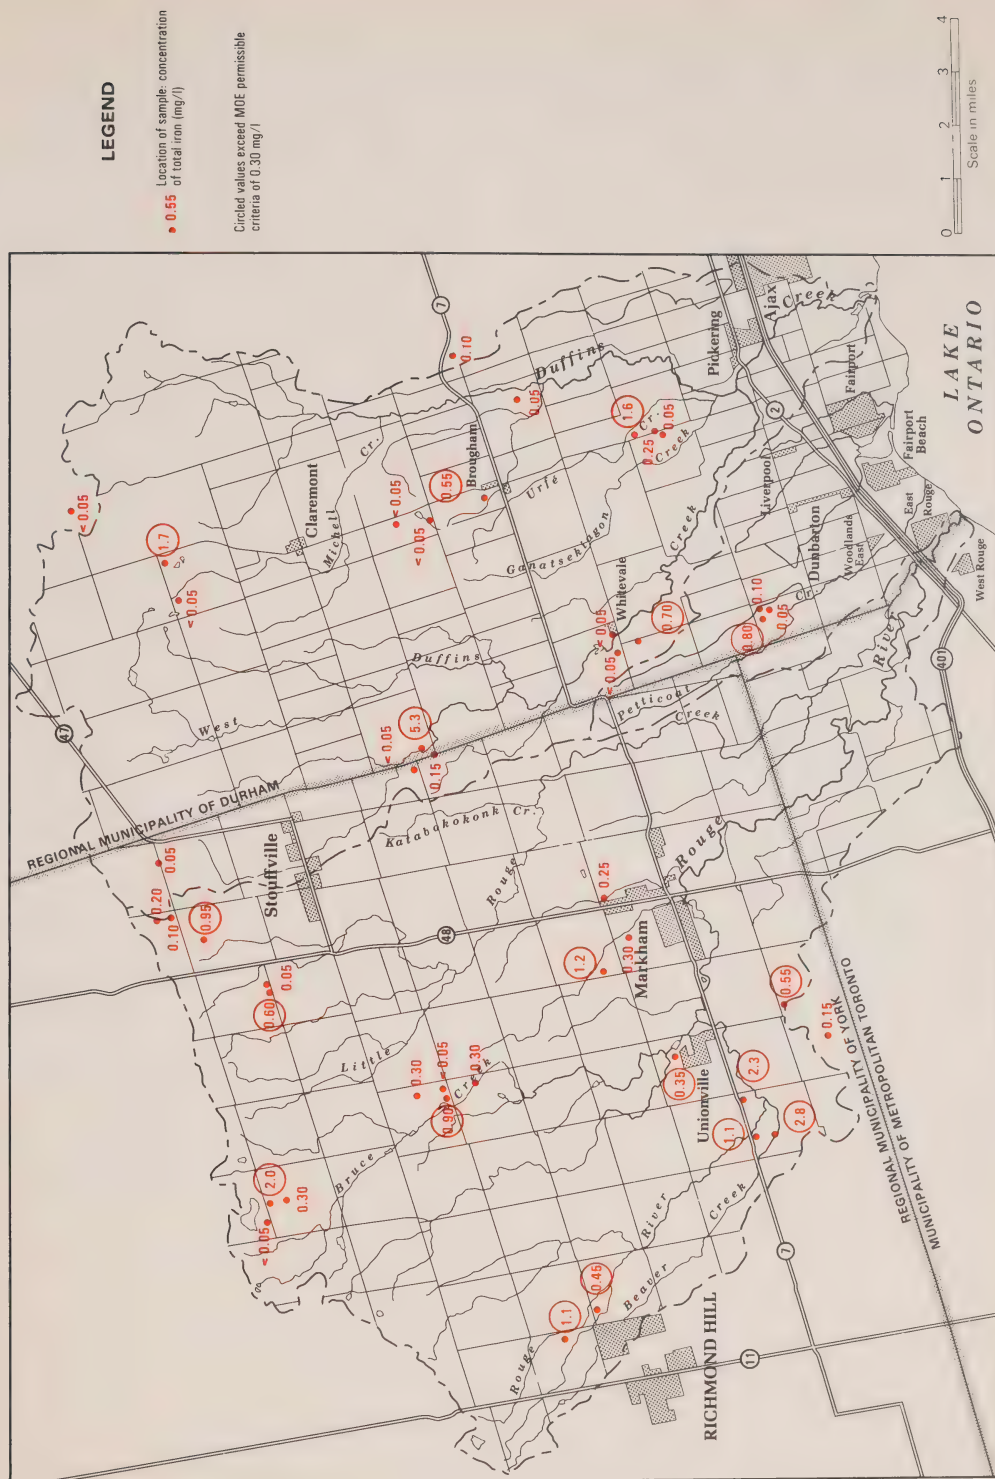 LEGEND
0.55 Location of sample: concentration
of total iron (mg/l)
Circled values exceed MOE permissible
criteria of 0.30 mg/l
0 1 2 3 4
Scale in miles
LAKE
ONTARIO
REGIONAL MUNICIPALITY OF DURHAM
REGIONAL MUNICIPALITY OF YORK
MUNICIPALITY OF METROPOLITAN TORONTO
RICHMOND HILL
Stouffville
Markham
Unionville
Claremont
Brougham
Whitevale
Pickering
Ajax
Liverpool
Dunbarton
Woodlands
East
Fairport
Fairport
Beach
East
Rouge
West Rouge
Michell
Cr.
Duffins
Creek
Urfé
Cr.
Ganatsekiagon
Creek
West
Duffins
Creek
Petticoat
Creek
Cr.
Katabokokonk Cr.
Little
Rouge
Rouge
River
Bruce
Creek
Rouge
River
Beaver
Creek
47
48
7
7
11
2
401
< 0.05
1.7
< 0.05
0.10
0.05
< 0.05
< 0.05
0.55
1.6
0.25
0.05
< 0.05
< 0.05
0.70
0.80
0.10
0.05
< 0.05
5.3
0.15
0.05
0.20
0.10
0.95
0.60
0.05
0.25
0.30
1.2
0.55
0.15
0.35
2.3
1.1
2.8
0.30
< 0.05
0.90
0.30
2.0
0.30
< 0.05
1.1
0.45